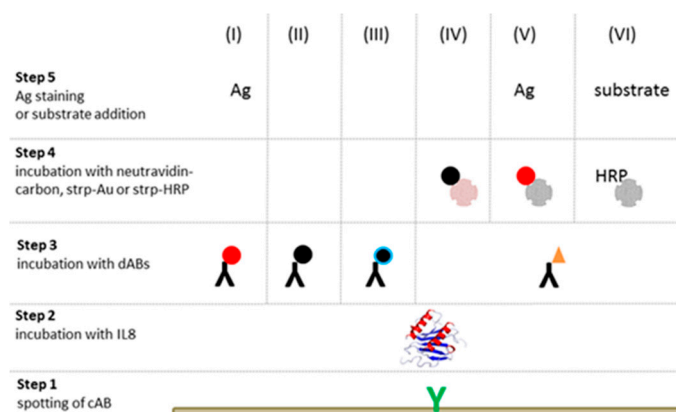 (I) (II) (III) (IV) (V) (VI)
Step 5
Ag staining
or substrate addition
Ag Ag substrate
Step 4
incubation with neutravidin-
carbon, strp-Au or strp-HRP
HRP
Step 3
incubation with dABs
Step 2
incubation with IL8
Step 1
spotting of cAB